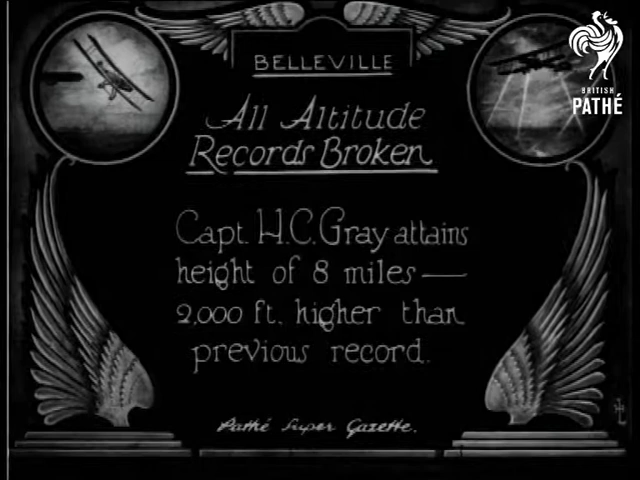 BELLEVILLE
BRITISH
PATHÉ
All Altitude
Records Broken
Capt. H.C. Gray attains
height of 8 miles —
2,000 ft. higher than
previous record.
Pathé Super Gazette.